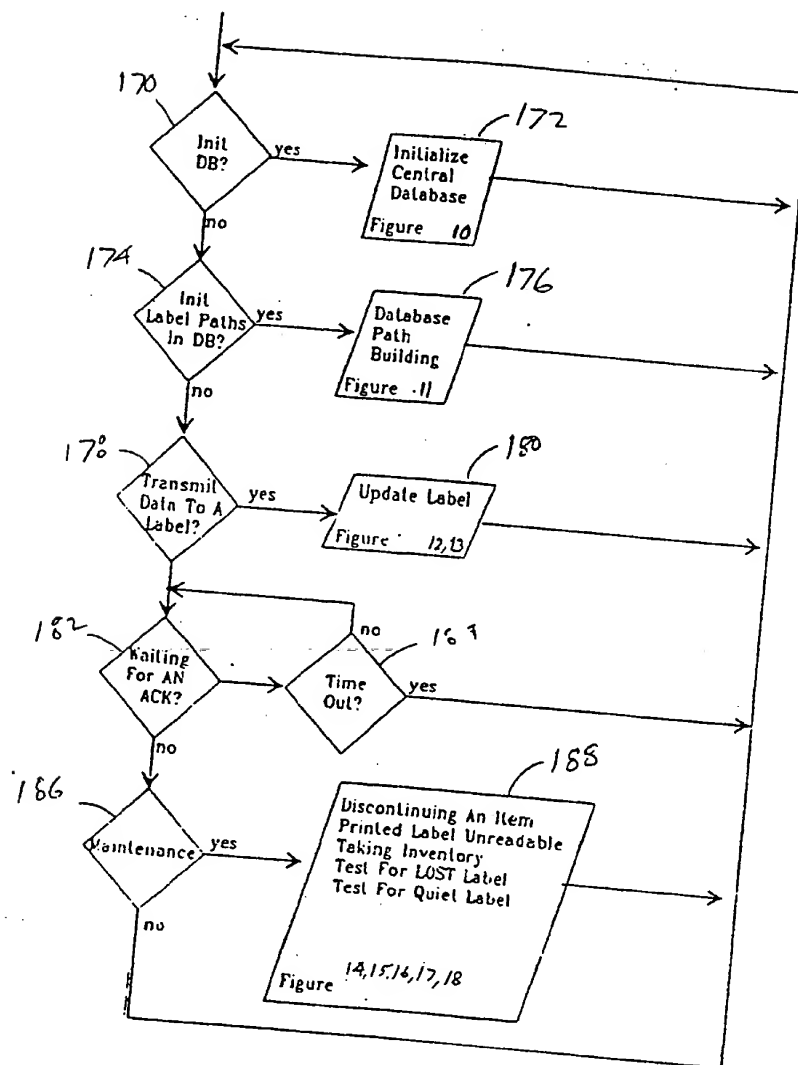 170
172
Init
DB?
yes
Initialize
Central
Database
Figure 10
no
174
176
Init
Label Paths
In DB?
yes
Database
Path
Building
Figure 11
no
178
180
Transmit
Data To A
Label?
yes
Update Label
Figure 12,13
182
no
Waiting
For AN
ACK?
Time
Out?
yes
no
186
188
Maintenance
yes
Discontinuing An Item
Printed Label Unreadable
Taking Inventory
Test For LOST Label
Test For Quiet Label
Figure 14,15,16,17,18
no